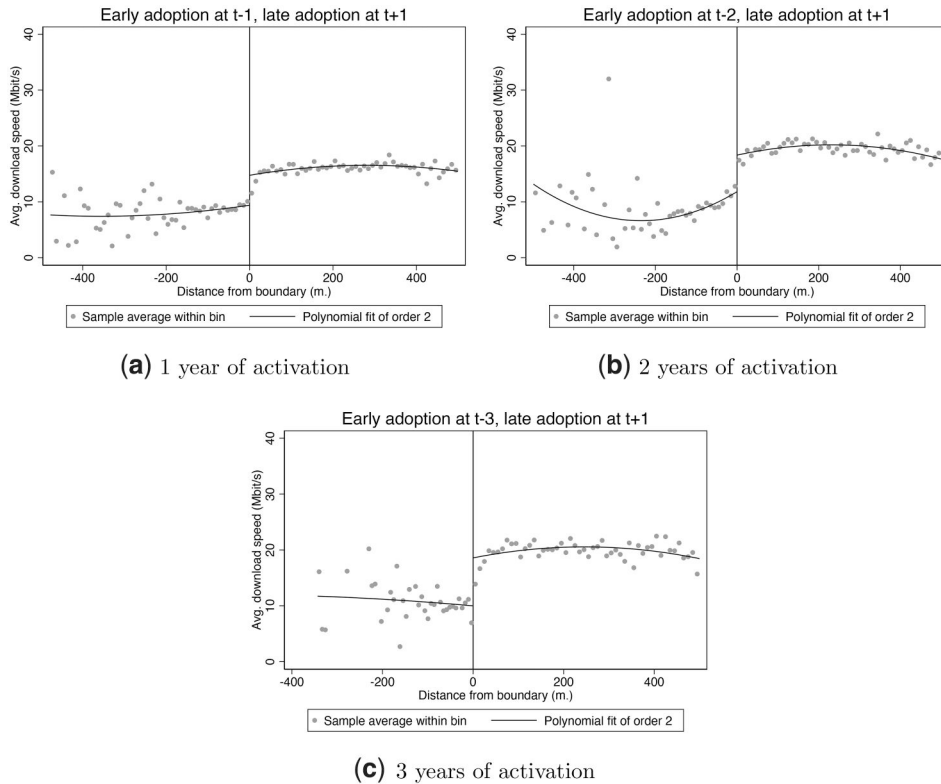 Early adoption at t-1, late adoption at t+1
Avg. download speed (Mbit/s)
40
30
20
10
0
-400 -200 0 200 400
Distance from boundary (m.)
Sample average within bin Polynomial fit of order 2
(a) 1 year of activation
Early adoption at t-2, late adoption at t+1
Avg. download speed (Mbit/s)
40
30
20
10
0
-400 -200 0 200 400
Distance from boundary (m.)
Sample average within bin Polynomial fit of order 2
(b) 2 years of activation
Early adoption at t-3, late adoption at t+1
Avg. download speed (Mbit/s)
40
30
20
10
0
-400 -200 0 200 400
Distance from boundary (m.)
Sample average within bin Polynomial fit of order 2
(c) 3 years of activation